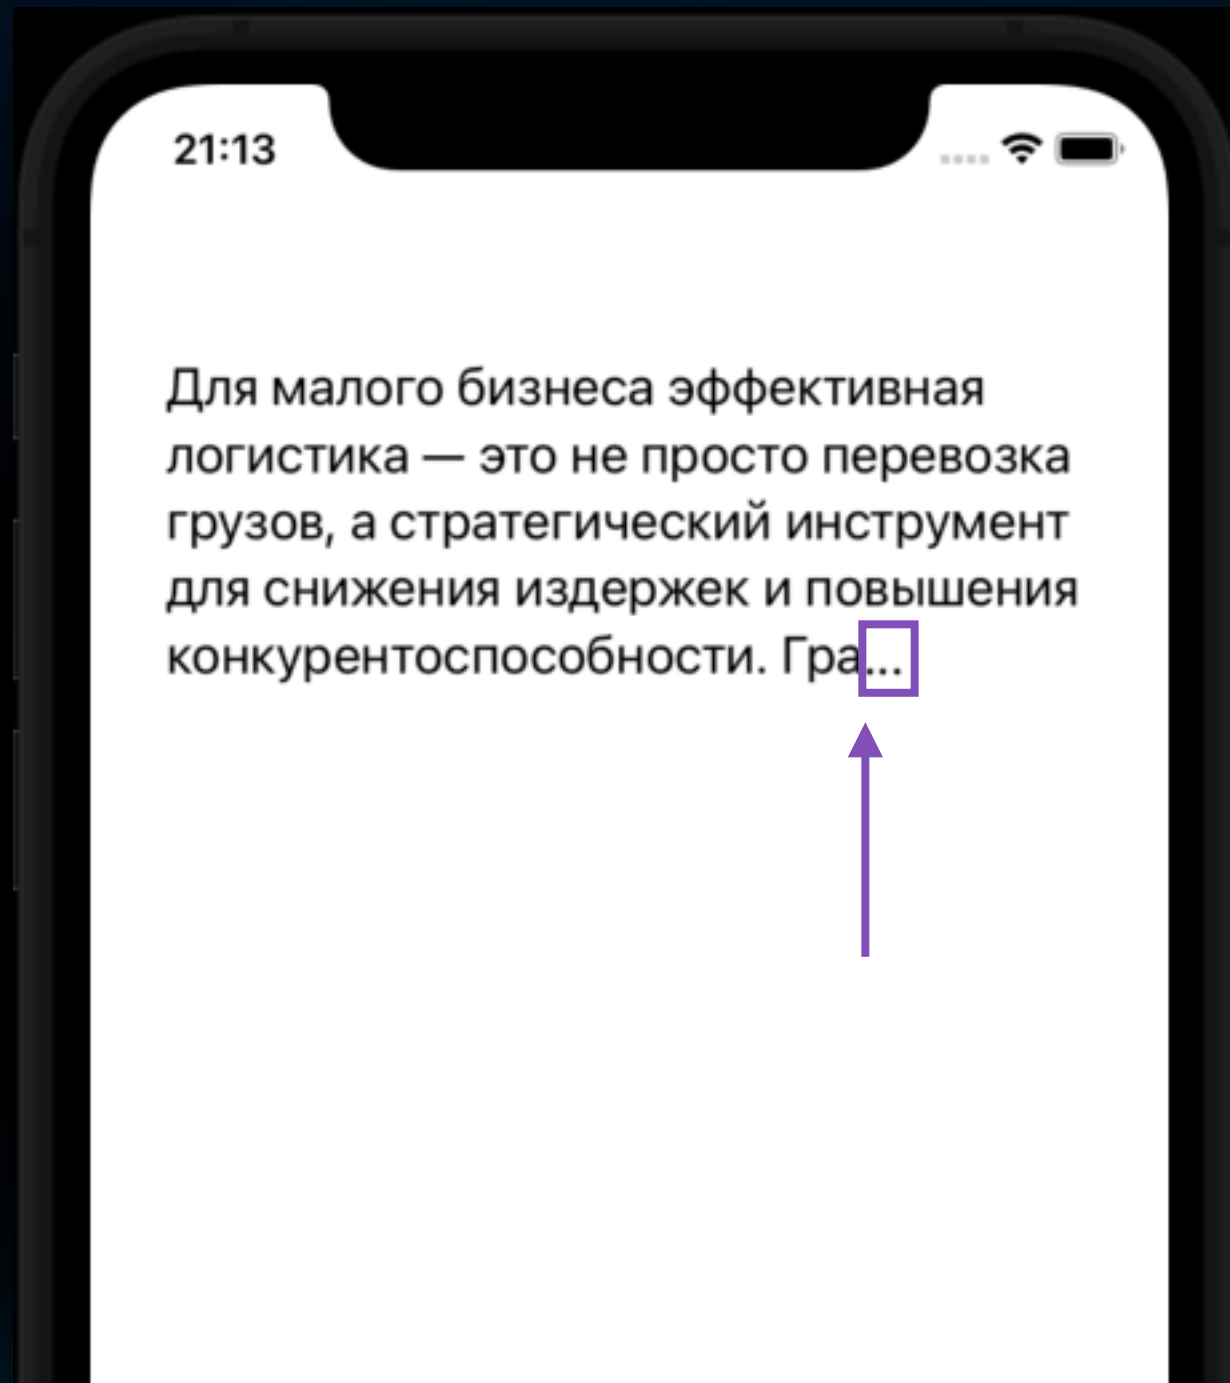 21:13
Для малого бизнеса эффективная
логистика — это не просто перевозка
грузов, а стратегический инструмент
для снижения издержек и повышения
конкурентоспособности. Гра...